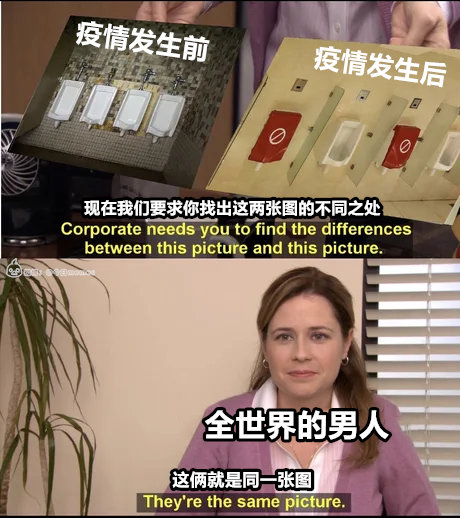 疫情发生前
疫情发生后
现在我们要求你找出这两张图的不同之处
Corporate needs you to find the differences
between this picture and this picture.
全世界的男人
这俩就是同一张图
They're the same picture.